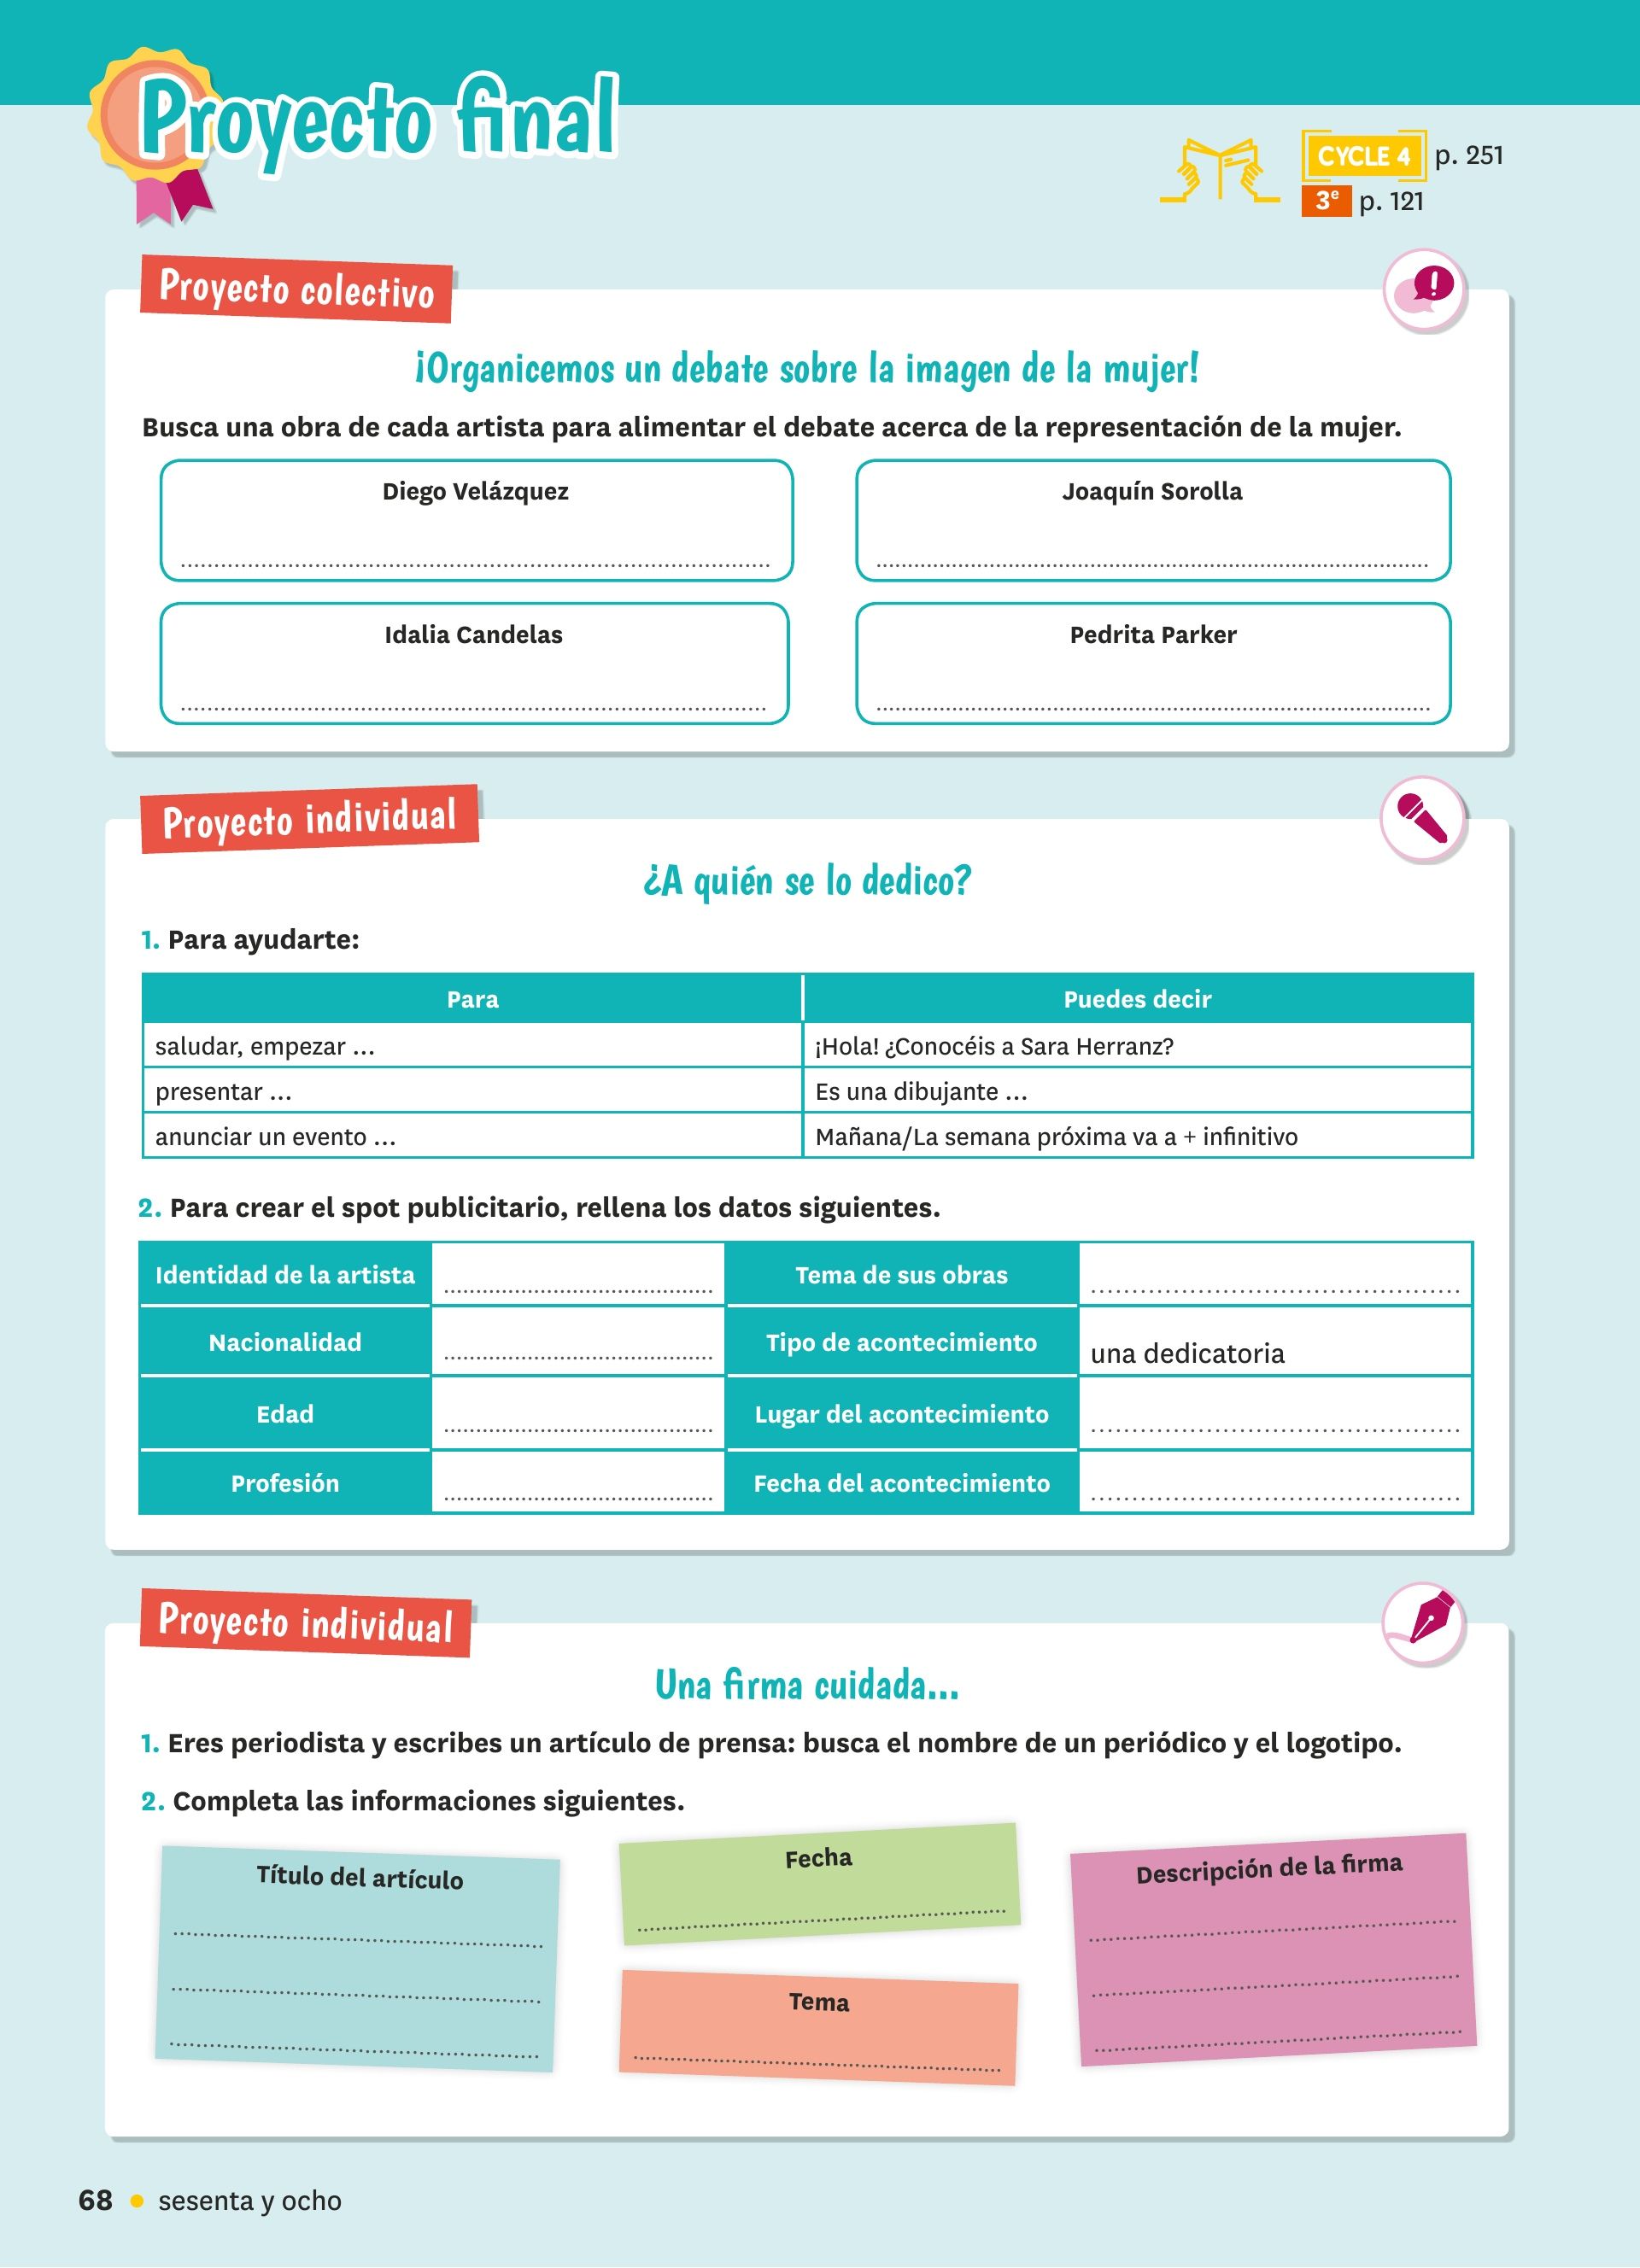 Proyecto final
CYCLE 4 p. 251
3e p. 121
Proyecto colectivo
¡Organicemos un debate sobre la imagen de la mujer!
Busca una obra de cada artista para alimentar el debate acerca de la representación de la mujer.
Diego Velázquez
Joaquín Sorolla
Idalia Candelas
Pedrita Parker
Proyecto individual
¿A quién se lo dedico?
1. Para ayudarte:
Para Puedes decir
saludar, empezar ... ¡Hola! ¿Conocéis a Sara Herranz?
presentar ... Es una dibujante ...
anunciar un evento ... Mañana/La semana próxima va a + infinitivo
2. Para crear el spot publicitario, rellena los datos siguientes.
Identidad de la artista Tema de sus obras
Nacionalidad Tipo de acontecimiento una dedicatoria
Edad Lugar del acontecimiento
Profesión Fecha del acontecimiento
Proyecto individual
Una firma cuidada...
1. Eres periodista y escribes un artículo de prensa: busca el nombre de un periódico y el logotipo.
2. Completa las informaciones siguientes.
Título del artículo
Fecha
Tema
Descripción de la firma
68 • sesenta y ocho